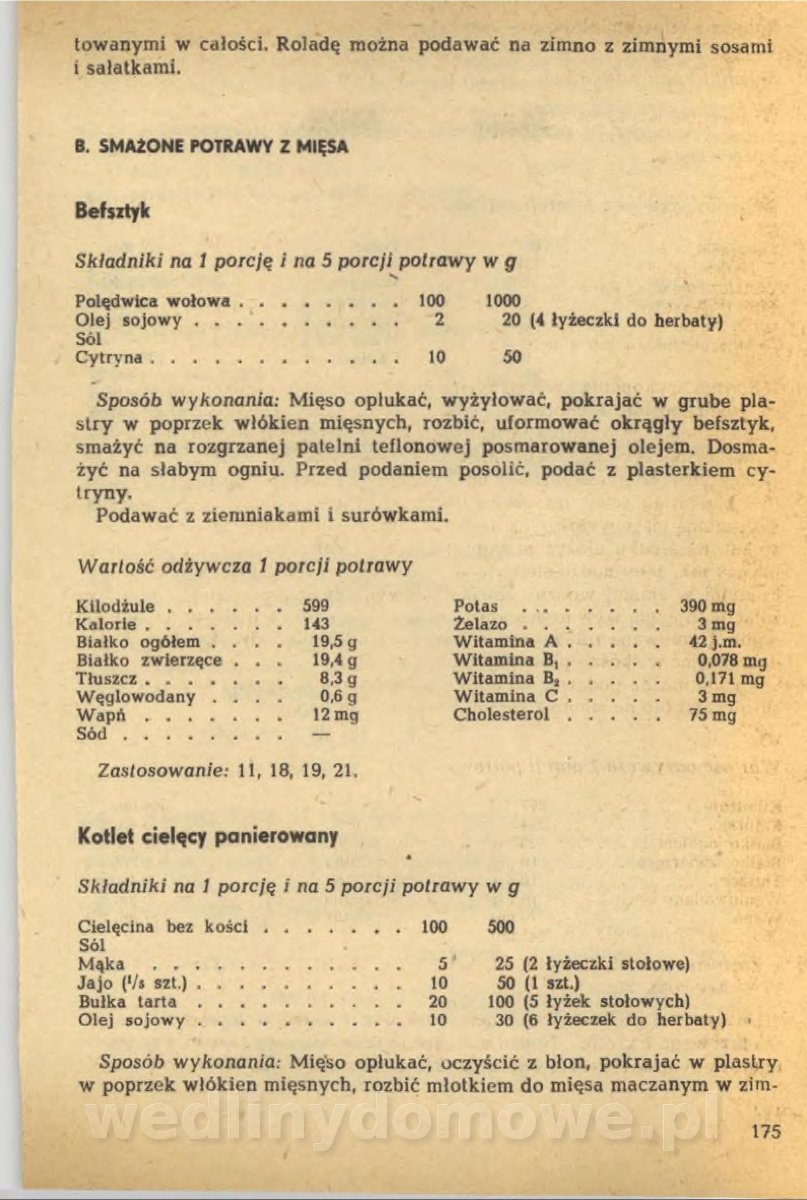 towanymi w całości. Roladę można podawać na zimno z zimnymi sosami
i sałatkami.
B. SMAŻONE POTRAWY Z MIĘSA
Befsztyk
Składniki na 1 porcję i na 5 porcji potrawy w g
Polędwica wołowa . . . . . . . . 100 1000
Olej sojowy . . . . . . . . . . 2 20 (4 łyżeczki do herbaty)
Sól
Cytryna . . . . . . . . . . . . 10 50
Sposób wykonania: Mięso opłukać, wyżyłować, pokrajać w grube pla-
stry w poprzek włókien mięsnych, rozbić, uformować okrągły befsztyk,
smażyć na rozgrzanej patelni teflonowej posmarowanej olejem. Dosma-
żyć na słabym ogniu. Przed podaniem posolić, podać z plasterkiem cy-
tryny.
Podawać z ziemniakami i surówkami.
Wartość odżywcza 1 porcji potrawy
Kilodżule . . . . . . 599 Potas . . . . . . . 390 mg
Kalorie . . . . . . . 143 Żelazo . . . . . . . 3 mg
Białko ogółem . . . . 19,5 g Witamina A . . . . . 42 j.m.
Białko zwierzęce . . . 19,4 g Witamina B₁ . . . . . 0,078 mg
Tłuszcz . . . . . . . 8,3 g Witamina B₂ . . . . . 0,171 mg
Węglowodany . . . . 0,6 g Witamina C . . . . . 3 mg
Wapń . . . . . . . 12 mg Cholesterol . . . . . 75 mg
Sód . . . . . . . . —
Zastosowanie: 11, 18, 19, 21.
Kotlet cielęcy panierowany
Składniki na 1 porcję i na 5 porcji potrawy w g
Cielęcina bez kości . . . . . . . 100 500
Sól
Mąka . . . . . . . . . . . . 5 25 (2 łyżeczki stołowe)
Jajo (¹/₅ szt.) . . . . . . . . . . 10 50 (1 szt.)
Bułka tarta . . . . . . . . . . 20 100 (5 łyżek stołowych)
Olej sojowy . . . . . . . . . . 10 30 (6 łyżeczek do herbaty)
Sposób wykonania: Mięso opłukać, oczyścić z błon, pokrajać w plastry
w poprzek włókien mięsnych, rozbić młotkiem do mięsa maczanym w zim-
wedlinydomowe.pl
175